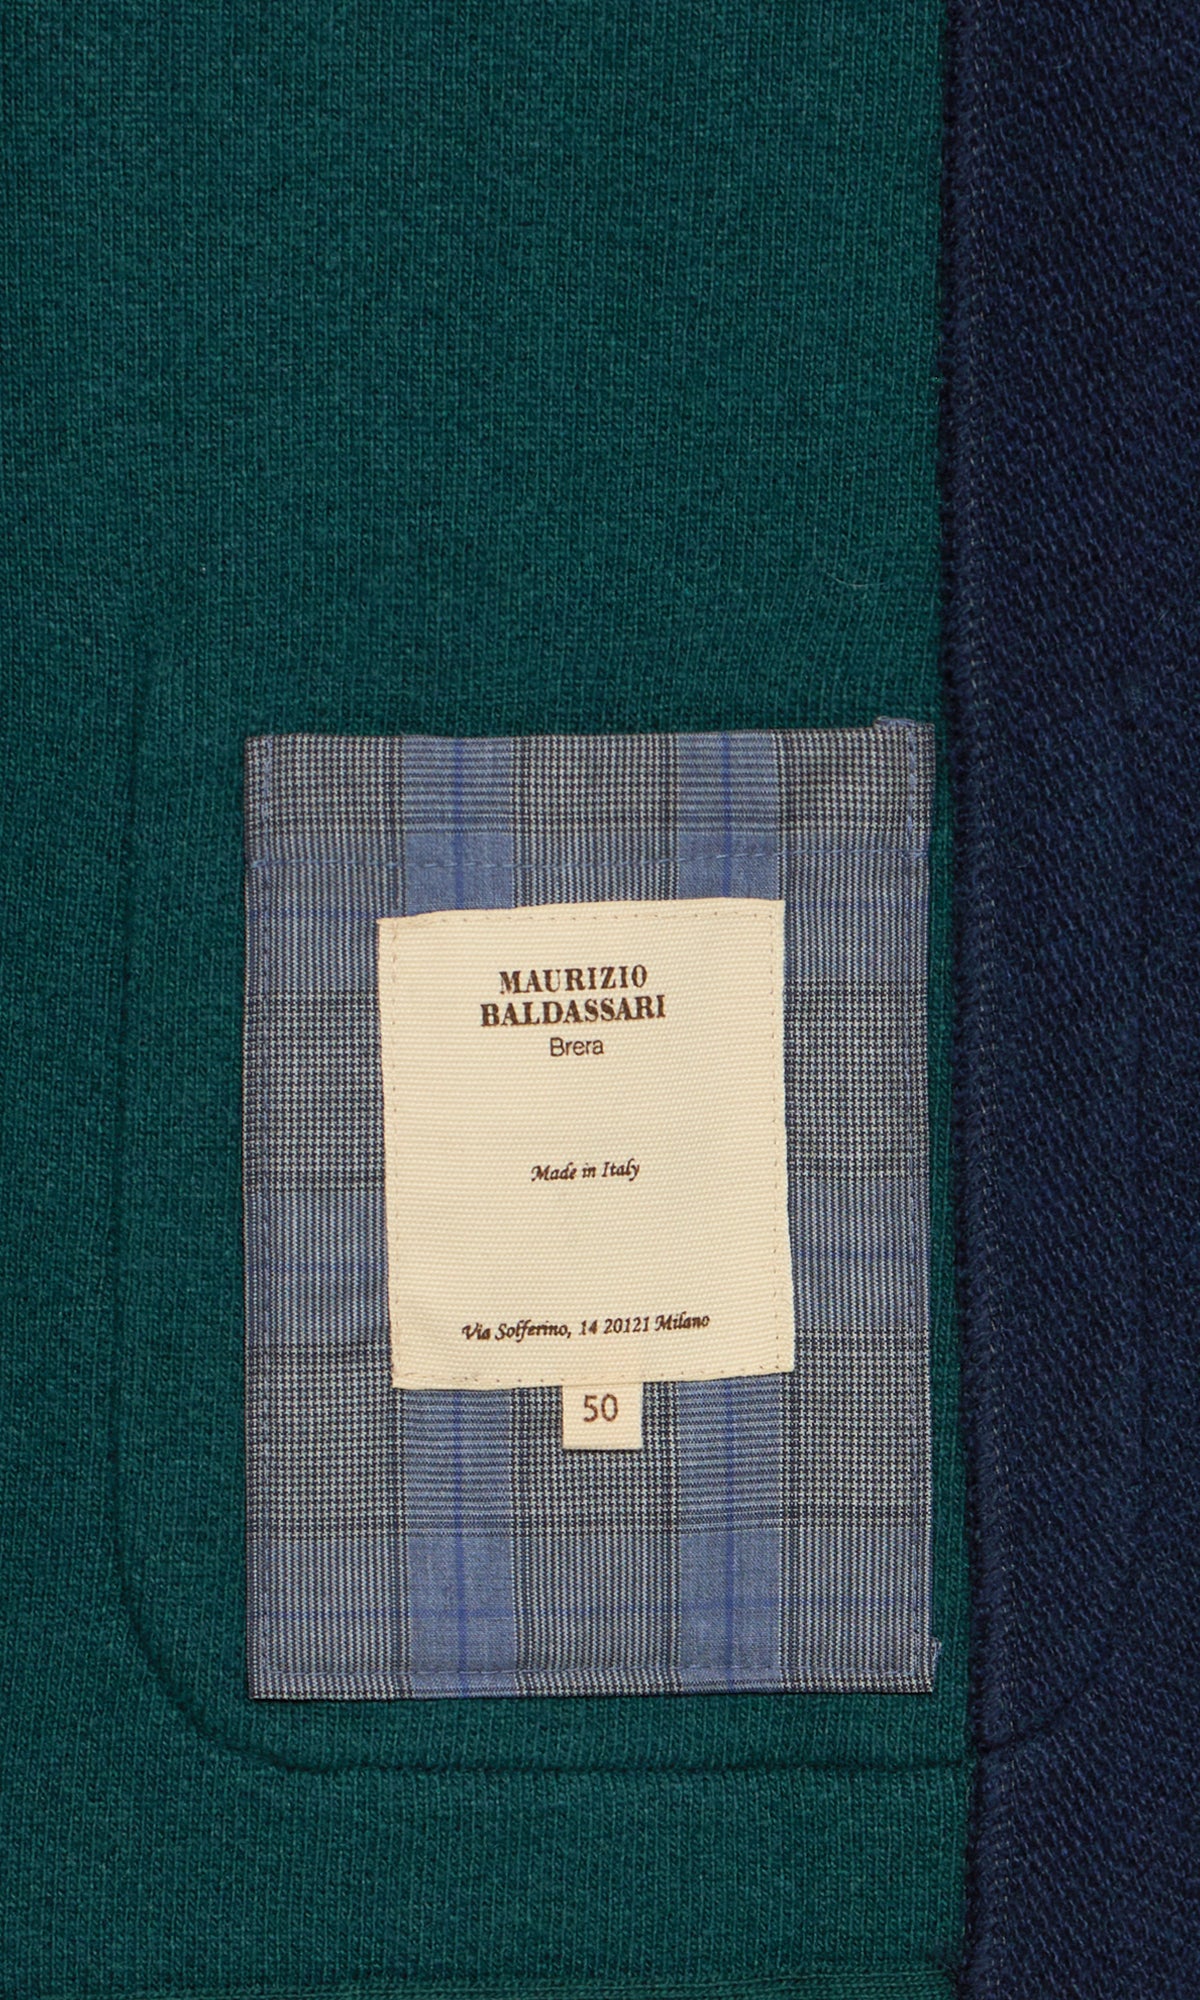 MAURIZIO
BALDASSARI
Brera
Made in Italy
Via Solferino, 14 20121 Milano
50